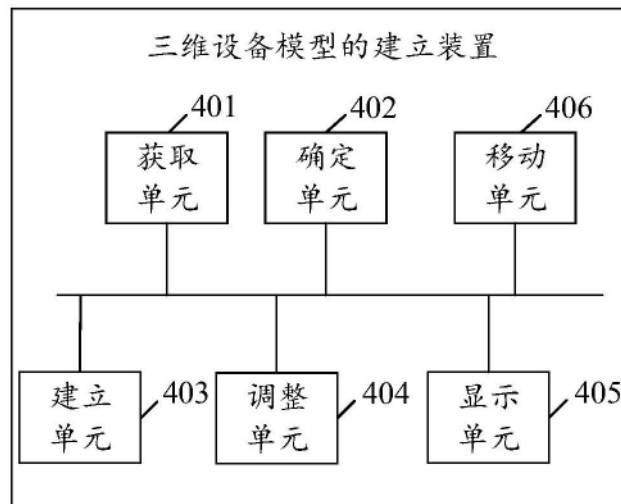 三维设备模型的建立装置
401
402
406
获取
单元
确定
单元
移动
单元
建立
单元
403
调整
单元
404
显示
单元
405